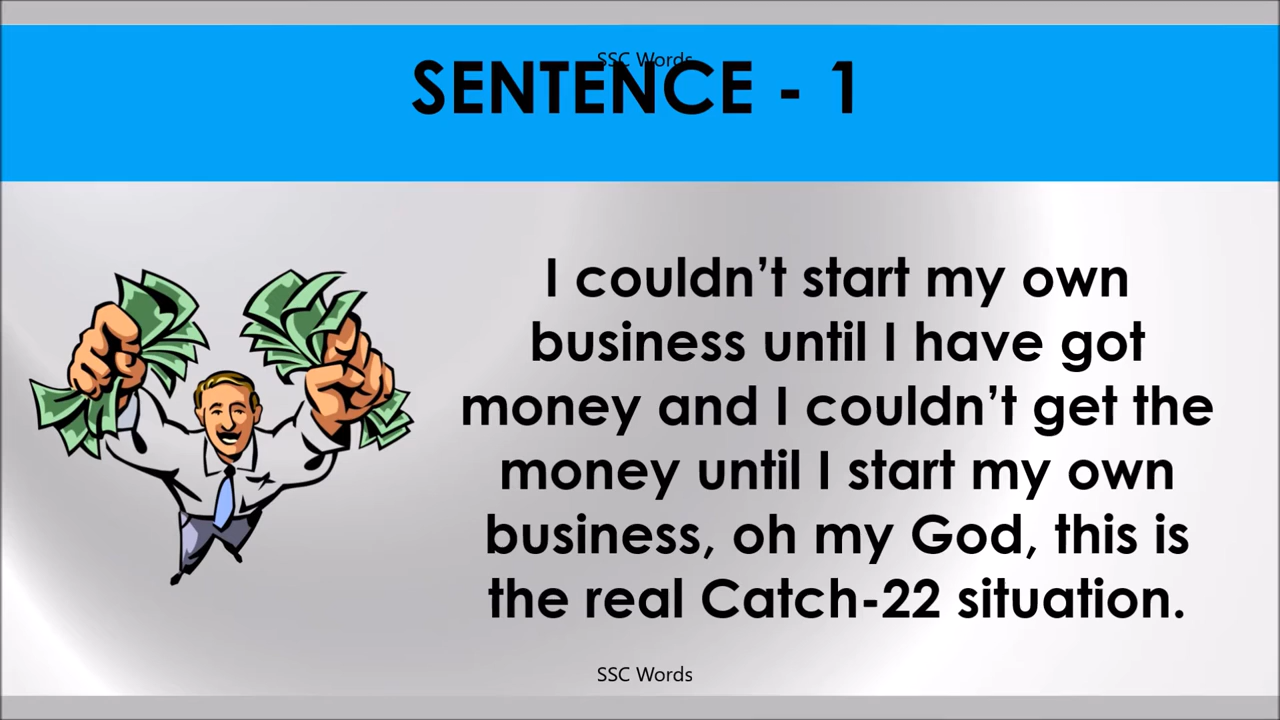 SSC Words
SENTENCE - 1
I couldn’t start my own
business until I have got
money and I couldn’t get the
money until I start my own
business, oh my God, this is
the real Catch-22 situation.
SSC Words